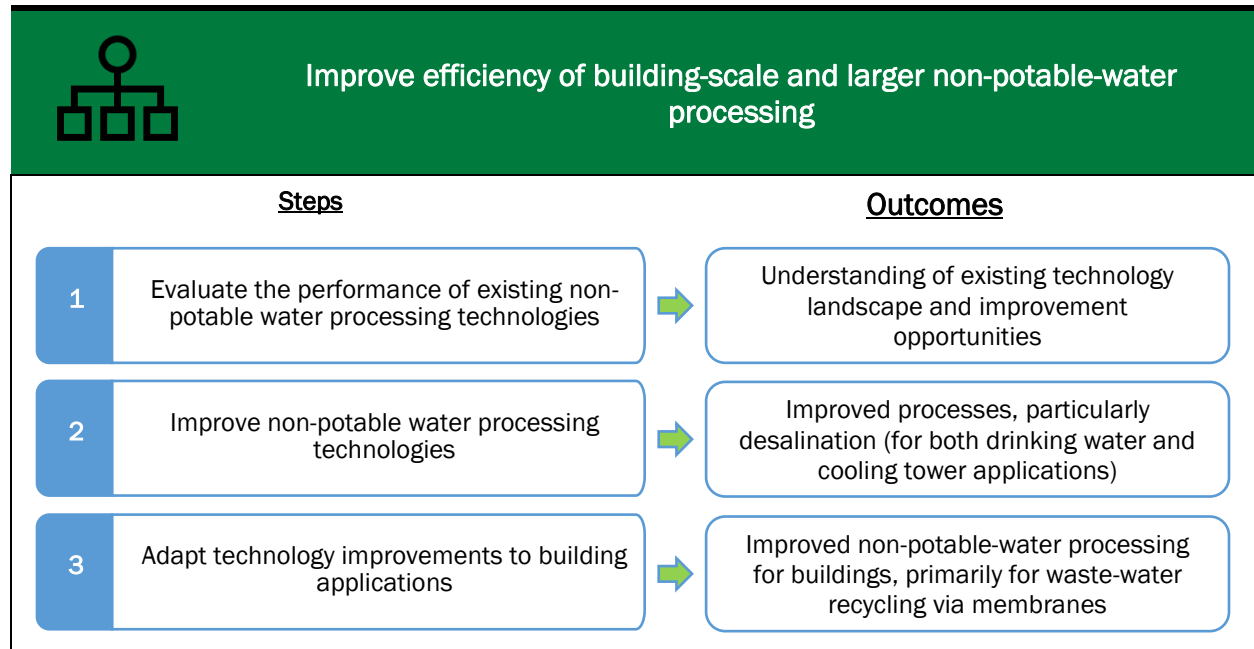 Improve efficiency of building-scale and larger non-potable-water
processing
Steps
Outcomes
1
Evaluate the performance of existing non-
potable water processing technologies
Understanding of existing technology
landscape and improvement
opportunities
2
Improve non-potable water processing
technologies
Improved processes, particularly
desalination (for both drinking water and
cooling tower applications)
3
Adapt technology improvements to building
applications
Improved non-potable-water processing
for buildings, primarily for waste-water
recycling via membranes